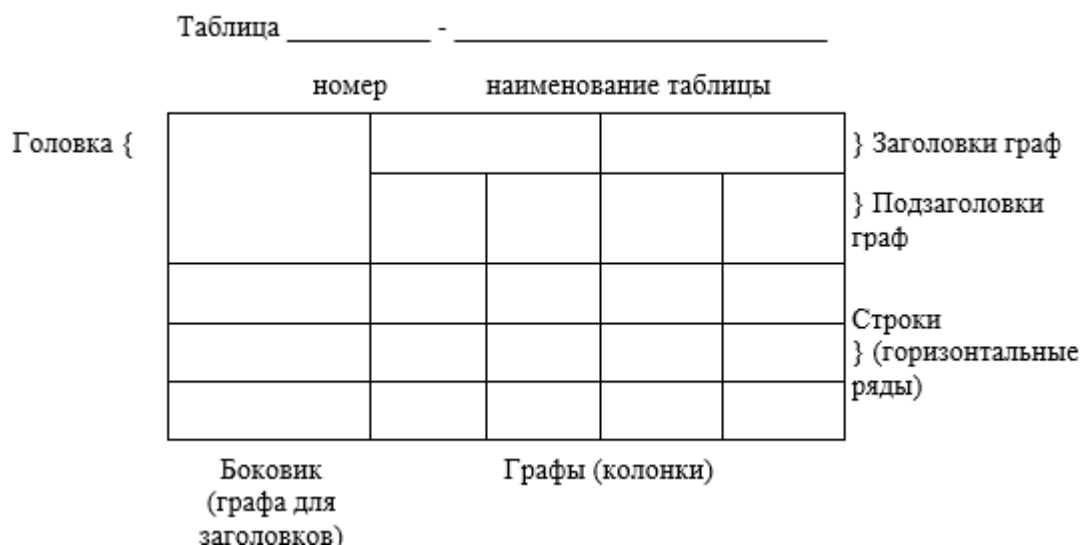 Таблица __________ - __________________________
номер наименование таблицы
Головка {
} Заголовки граф
} Подзаголовки
граф
Строки
} (горизонтальные
ряды)
Боковик
(графа для
заголовков)
Графы (колонки)